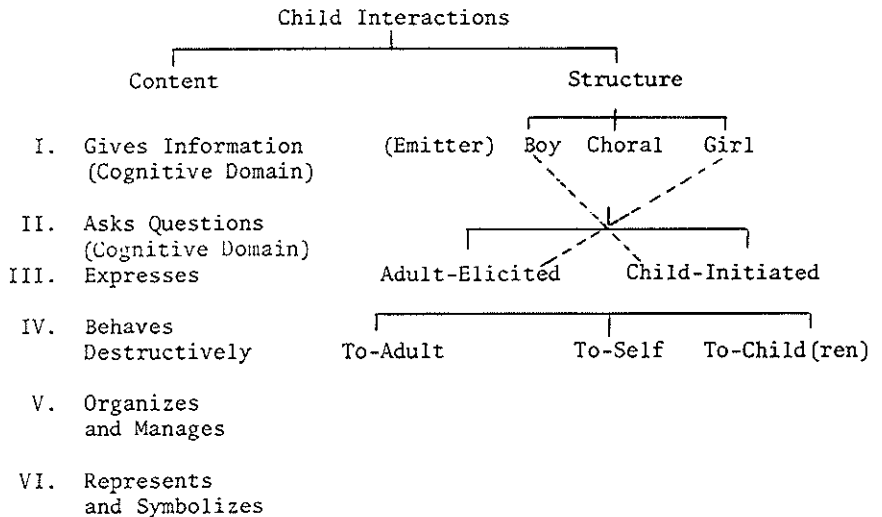 Child Interactions
Content Structure
I. Gives Information (Emitter) Boy Choral Girl
(Cognitive Domain)
II. Asks Questions
(Cognitive Domain)
III. Expresses Adult-Elicited Child-Initiated
IV. Behaves
Destructively To-Adult To-Self To-Child(ren)
V. Organizes
and Manages
VI. Represents
and Symbolizes